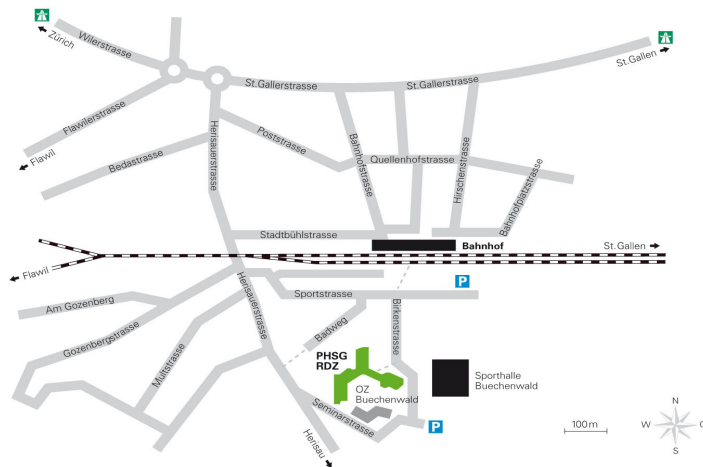 Zürich
Wilerstrasse
St.Gallerstrasse
St.Gallerstrasse
St.Gallen
Flawilerstrasse
Flawil
Bedastrasse
Herisauerstrasse
Poststrasse
Bahnhofstrasse
Quellenhofstrasse
Hirschenstrasse
Bahnhofplatzstrasse
Stadtbühlstrasse
Bahnhof
St.Gallen
Flawil
P
Am Gozenberg
Gozenbergstrasse
Multstrasse
Herisauerstrasse
Sportstrasse
Badweg
Birkenstrasse
PHSG
RDZ
OZ
Buechenwald
Sporthalle
Buechenwald
Seminarstrasse
P
Herisau
100m
N
W
O
S